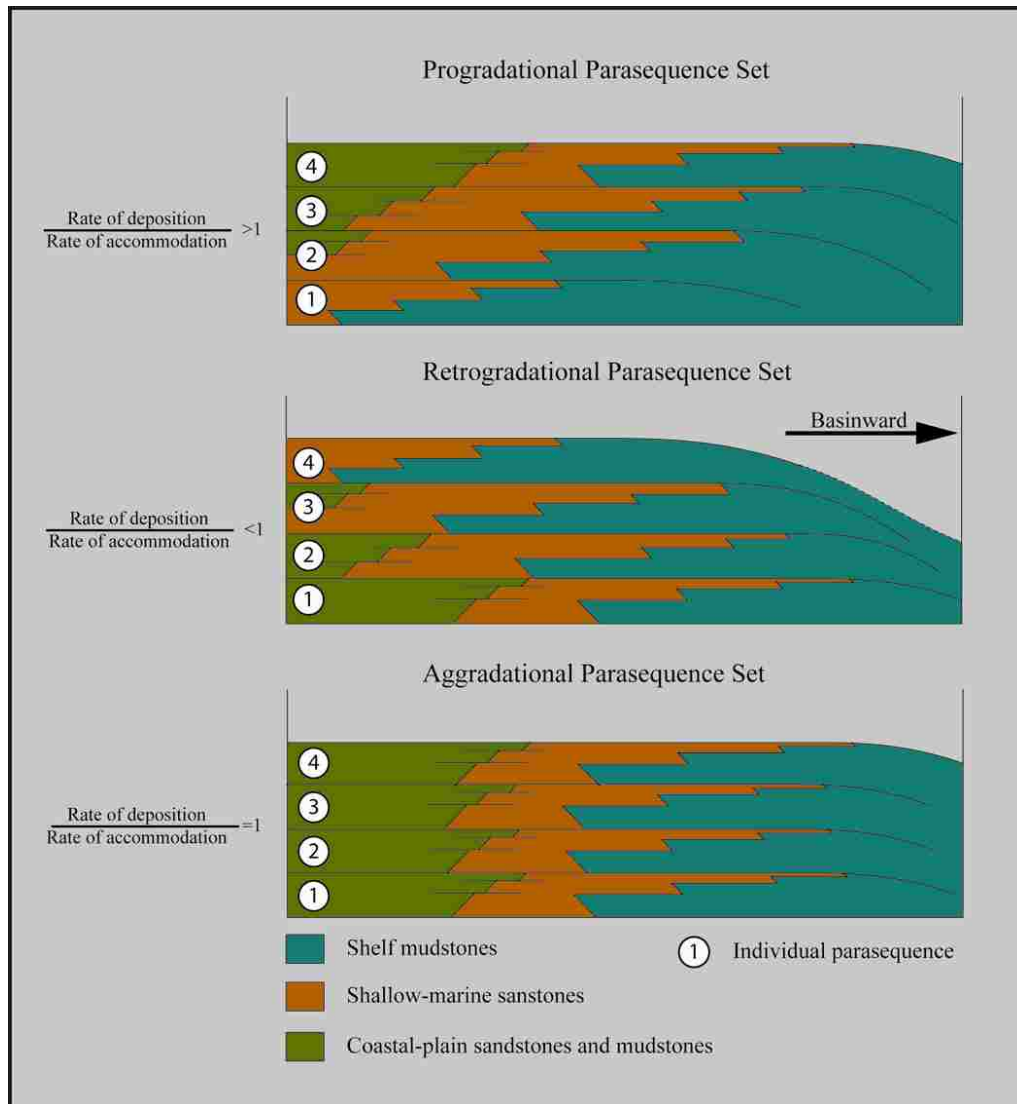 Progradational Parasequence Set
4
3
2
1
Rate of deposition
Rate of accommodation
>1
Retrogradational Parasequence Set
Basinward
4
3
2
1
Rate of deposition
Rate of accommodation
<1
Aggradational Parasequence Set
4
3
2
1
Rate of deposition
Rate of accommodation
=1
Shelf mudstones
1 Individual parasequence
Shallow-marine sanstones
Coastal-plain sandstones and mudstones